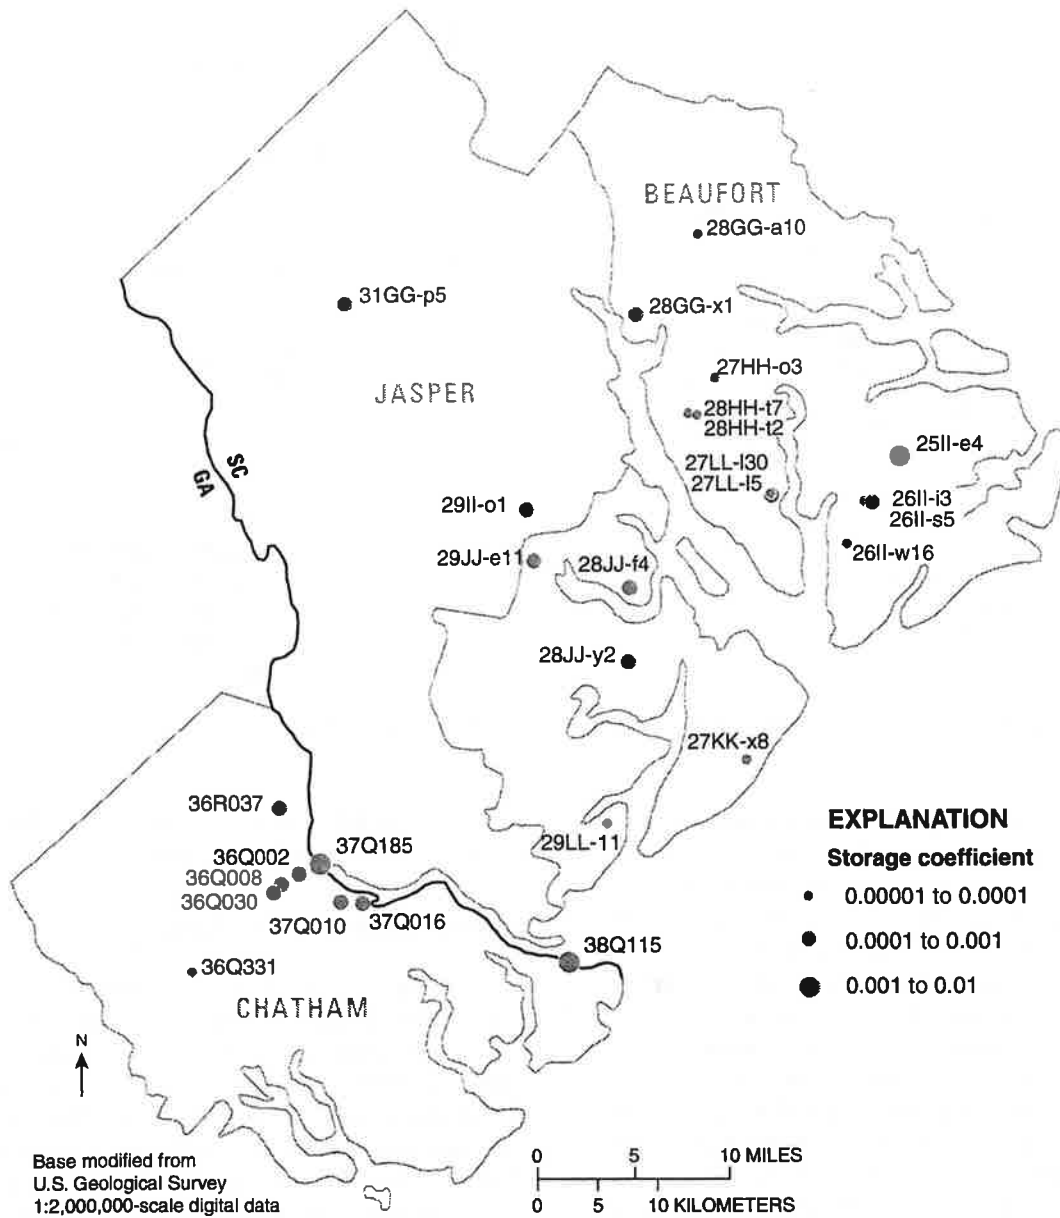 BEAUFORT
28GG-a10
31GG-p5
28GG-x1
27HH-o3
JASPER
28HH-t7
28HH-t2
25II-e4
SC
GA
27LL-l30
27LL-l5
26II-i3
26II-s5
29II-o1
26II-w16
29JJ-e11
28JJ-f4
28JJ-y2
27KK-x8
36R037
29LL-11
EXPLANATION
Storage coefficient
0.00001 to 0.0001
0.0001 to 0.001
0.001 to 0.01
37Q185
36Q002
36Q008
36Q030
37Q010
37Q016
38Q115
36Q331
CHATHAM
N
0 5 10 MILES
0 5 10 KILOMETERS
Base modified from
U.S. Geological Survey
1:2,000,000-scale digital data